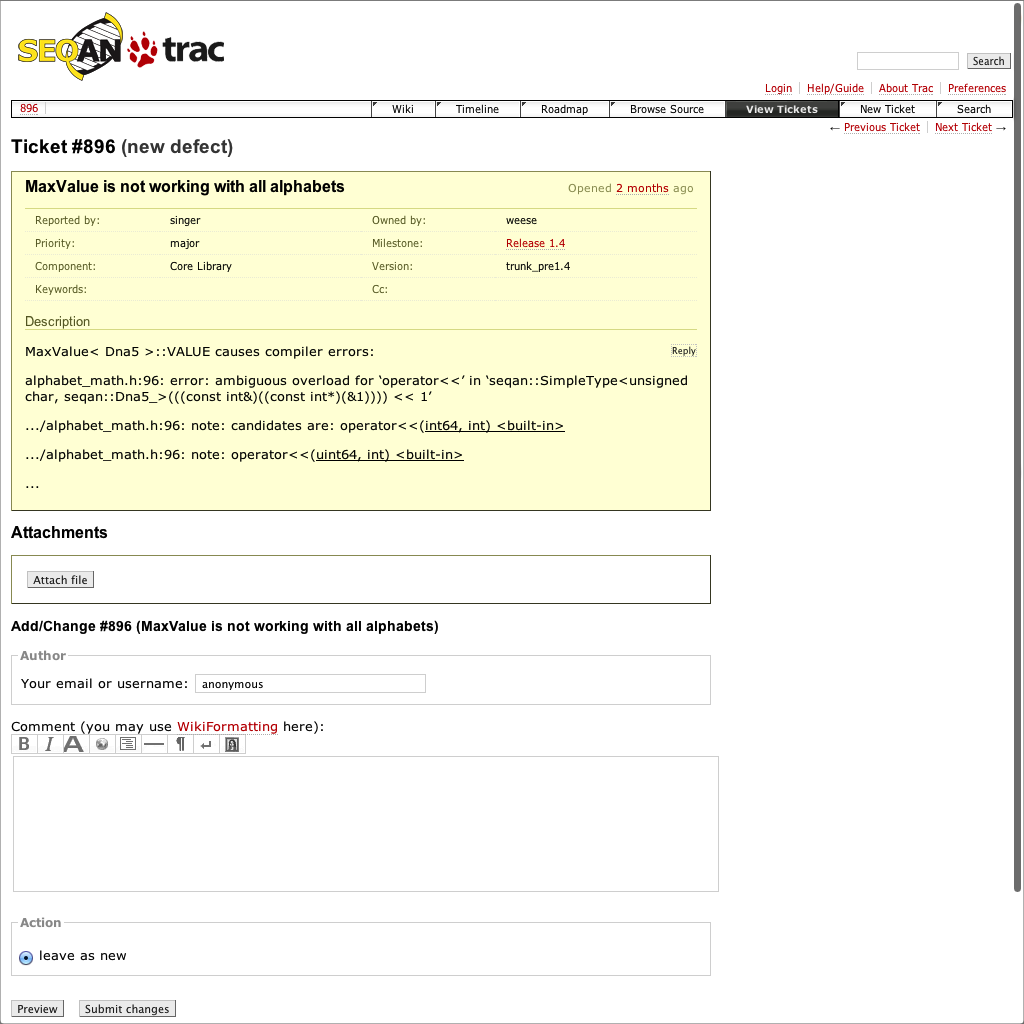 SEQAN trac
Search
Login Help/Guide About Trac Preferences
896 Wiki Timeline Roadmap Browse Source View Tickets New Ticket Search
← Previous Ticket Next Ticket →
Ticket #896 (new defect)
MaxValue is not working with all alphabets Opened 2 months ago
Reported by: singer Owned by: weese
Priority: major Milestone: Release 1.4
Component: Core Library Version: trunk_pre1.4
Keywords: Cc:
Description
MaxValue< Dna5 >::VALUE causes compiler errors: Reply
alphabet_math.h:96: error: ambiguous overload for ‘operator<<’ in ‘seqan::SimpleType<unsigned
char, seqan::Dna5_>(((const int&)((const int*)(&1)))) << 1’
.../alphabet_math.h:96: note: candidates are: operator<<(int64, int) <built-in>
.../alphabet_math.h:96: note: operator<<(uint64, int) <built-in>
...
Attachments
Attach file
Add/Change #896 (MaxValue is not working with all alphabets)
Author
Your email or username: anonymous
Comment (you may use WikiFormatting here):
B I A ¶ ↵
Action
leave as new
Preview Submit changes